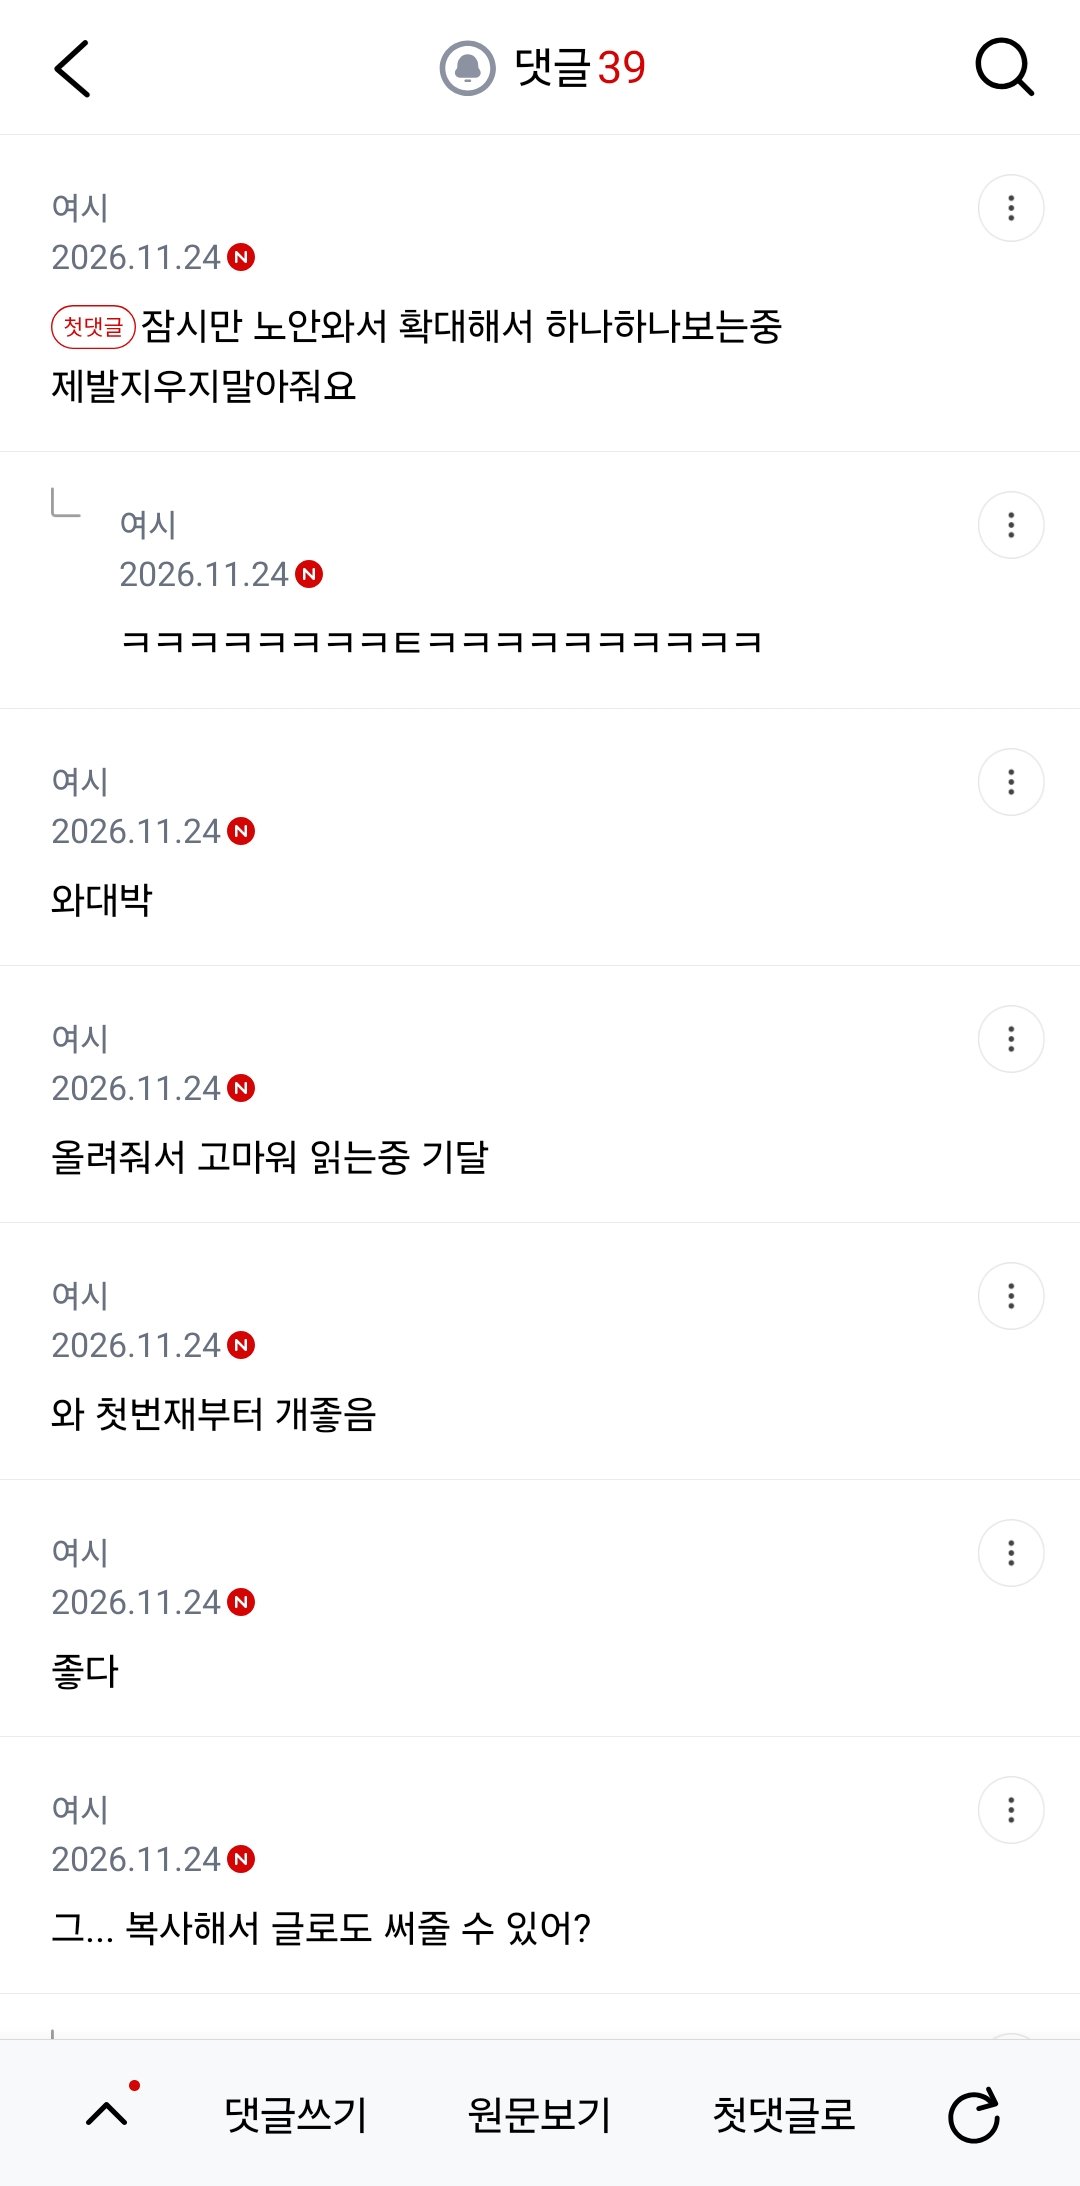 댓글 39
여시
2026.11.24 N
첫댓글 잠시만 노안와서 확대해서 하나하나보는중
제발지우지말아줘요
여시
2026.11.24 N
ㅋㅋㅋㅋㅋㅋㅋㅋㅌㅋㅋㅋㅋㅋㅋㅋㅋㅋㅋ
여시
2026.11.24 N
와대박
여시
2026.11.24 N
올려줘서 고마워 읽는중 기달
여시
2026.11.24 N
와 첫번재부터 개좋음
여시
2026.11.24 N
좋다
여시
2026.11.24 N
그... 복사해서 글로도 써줄 수 있어?
댓글쓰기 원문보기 첫댓글로